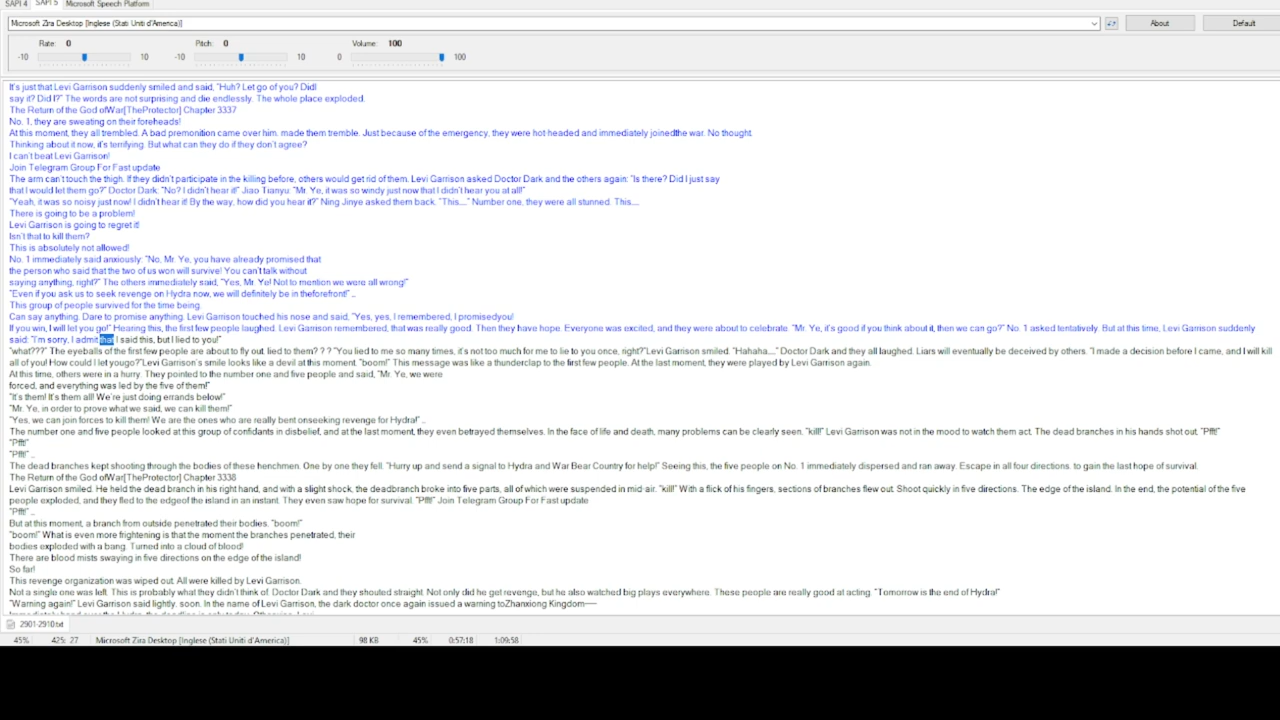 SAPI 4 SAPI 5 Microsoft Speech Platform
Microsoft Zira Desktop [Inglese (Stati Uniti d'America)] About Default
Rate: 0 Pitch: 0 Volume: 100
-10 10 -10 10 0 100
It's just that Levi Garrison suddenly smiled and said, "Huh? Let go of you? DidI
say it? Did I?" The words are not surprising and die endlessly. The whole place exploded.
The Return of the God ofWar[TheProtector] Chapter 3337
No. 1, they are sweating on their foreheads!
At this moment, they all trembled. A bad premonition came over him. made them tremble. Just because of the emergency, they were hot-headed and immediately joinedthe war. No thought.
Thinking about it now, it's terrifying. But what can they do if they don't agree?
I can't beat Levi Garrison!
Join Telegram Group For Fast update
The arm can't touch the thigh. If they didn't participate in the killing before, others would get rid of them. Levi Garrison asked Doctor Dark and the others again: "Is there? Did I just say
that I would let them go?" Doctor Dark: "No? I didn't hear it!" Jiao Tianyu: "Mr. Ye, it was so windy just now that I didn't hear you at all!"
"Yeah, it was so noisy just now! I didn't hear it! By the way, how did you hear it?" Ning Jinye asked them back. "This...." Number one, they were all stunned. This....
There is going to be a problem!
Levi Garrison is going to regret it!
Isn't that to kill them?
This is absolutely not allowed!
No. 1 immediately said anxiously: "No, Mr. Ye, you have already promised that
the person who said that the two of us won will survive! You can't talk without
saying anything, right?" The others immediately said, "Yes, Mr. Ye! Not to mention we were all wrong!"
"Even if you ask us to seek revenge on Hydra now, we will definitely be in theforefront!" ..
This group of people survived for the time being.
Can say anything. Dare to promise anything. Levi Garrison touched his nose and said, "Yes, yes, I remembered, I promisedyou!
If you win, I will let you go!" Hearing this, the first few people laughed. Levi Garrison remembered, that was really good. Then they have hope. Everyone was excited, and they were about to celebrate. "Mr. Ye, it's good if you think about it, then we can go?" No. 1 asked tentatively. But at this time, Levi Garrison suddenly
said: "I'm sorry, I admit that I said this, but I lied to you!"
"what???" The eyeballs of the first few people are about to fly out. lied to them? ? ? "You lied to me so many times, it's not too much for me to lie to you once, right?"Levi Garrison smiled. "Hahaha...." Doctor Dark and they all laughed. Liars will eventually be deceived by others. "I made a decision before I came, and I will kill
all of you! How could I let yougo?"Levi Garrison's smile looks like a devil at this moment, "boom!" This message was like a thunderclap to the first few people. At the last moment, they were played by Levi Garrison again.
At this time, others were in a hurry. They pointed to the number one and five people and said, "Mr. Ye, we were
forced, and everything was led by the five of them!"
"It's them! It's them all! We're just doing errands below!"
"Mr. Ye, in order to prove what we said, we can kill them!"
"Yes, we can join forces to kill them! We are the ones who are really bent onseeking revenge for Hydra!" ..
The number one and five people looked at this group of confidants in disbelief, and at the last moment, they even betrayed themselves. In the face of life and death, many problems can be clearly seen. "kill!" Levi Garrison was not in the mood to watch them act. The dead branches in his hands shot out. "Pfft!"
"Pfft!"
"Pfft!" ..
The dead branches kept shooting through the bodies of these henchmen. One by one they fell. "Hurry up and send a signal to Hydra and War Bear Country for help!" Seeing this, the five people on No. 1 immediately dispersed and ran away. Escape in all four directions. to gain the last hope of survival.
The Return of the God ofWar[TheProtector] Chapter 3338
Levi Garrison smiled. He held the dead branch in his right hand, and with a slight shock, the deadbranch broke into five parts, all of which were suspended in mid-air. "kill!" With a flick of his fingers, sections of branches flew out. Shoot quickly in five directions. The edge of the island. In the end, the potential of the five
people exploded, and they fled to the edgeof the island in an instant. They even saw hope for survival. "Pfft!" Join Telegram Group For Fast update
"Pfft!" ..
But at this moment, a branch from outside penetrated their bodies. "boom!"
"boom!" What is even more frightening is that the moment the branches penetrated, their
bodies exploded with a bang. Turned into a cloud of blood!
There are blood mists swaying in five directions on the edge of the island!
So far!
This revenge organization was wiped out. All were killed by Levi Garrison.
Not a single one was left. This is probably what they didn't think of. Doctor Dark and they shouted straight. Not only did he get revenge, but he also watched big plays everywhere. These people are really good at acting. "Tomorrow is the end of Hydra!"
"Warning again!" Levi Garrison said lightly. soon. In the name of Levi Garrison, the dark doctor once again issued a warning toZhanxiong Kingdom——
2901-2910.txt
45% 425: 27 Microsoft Zira Desktop [Inglese (Stati Uniti d'America)] 98 KB 45% 0:57:18 1:09:58